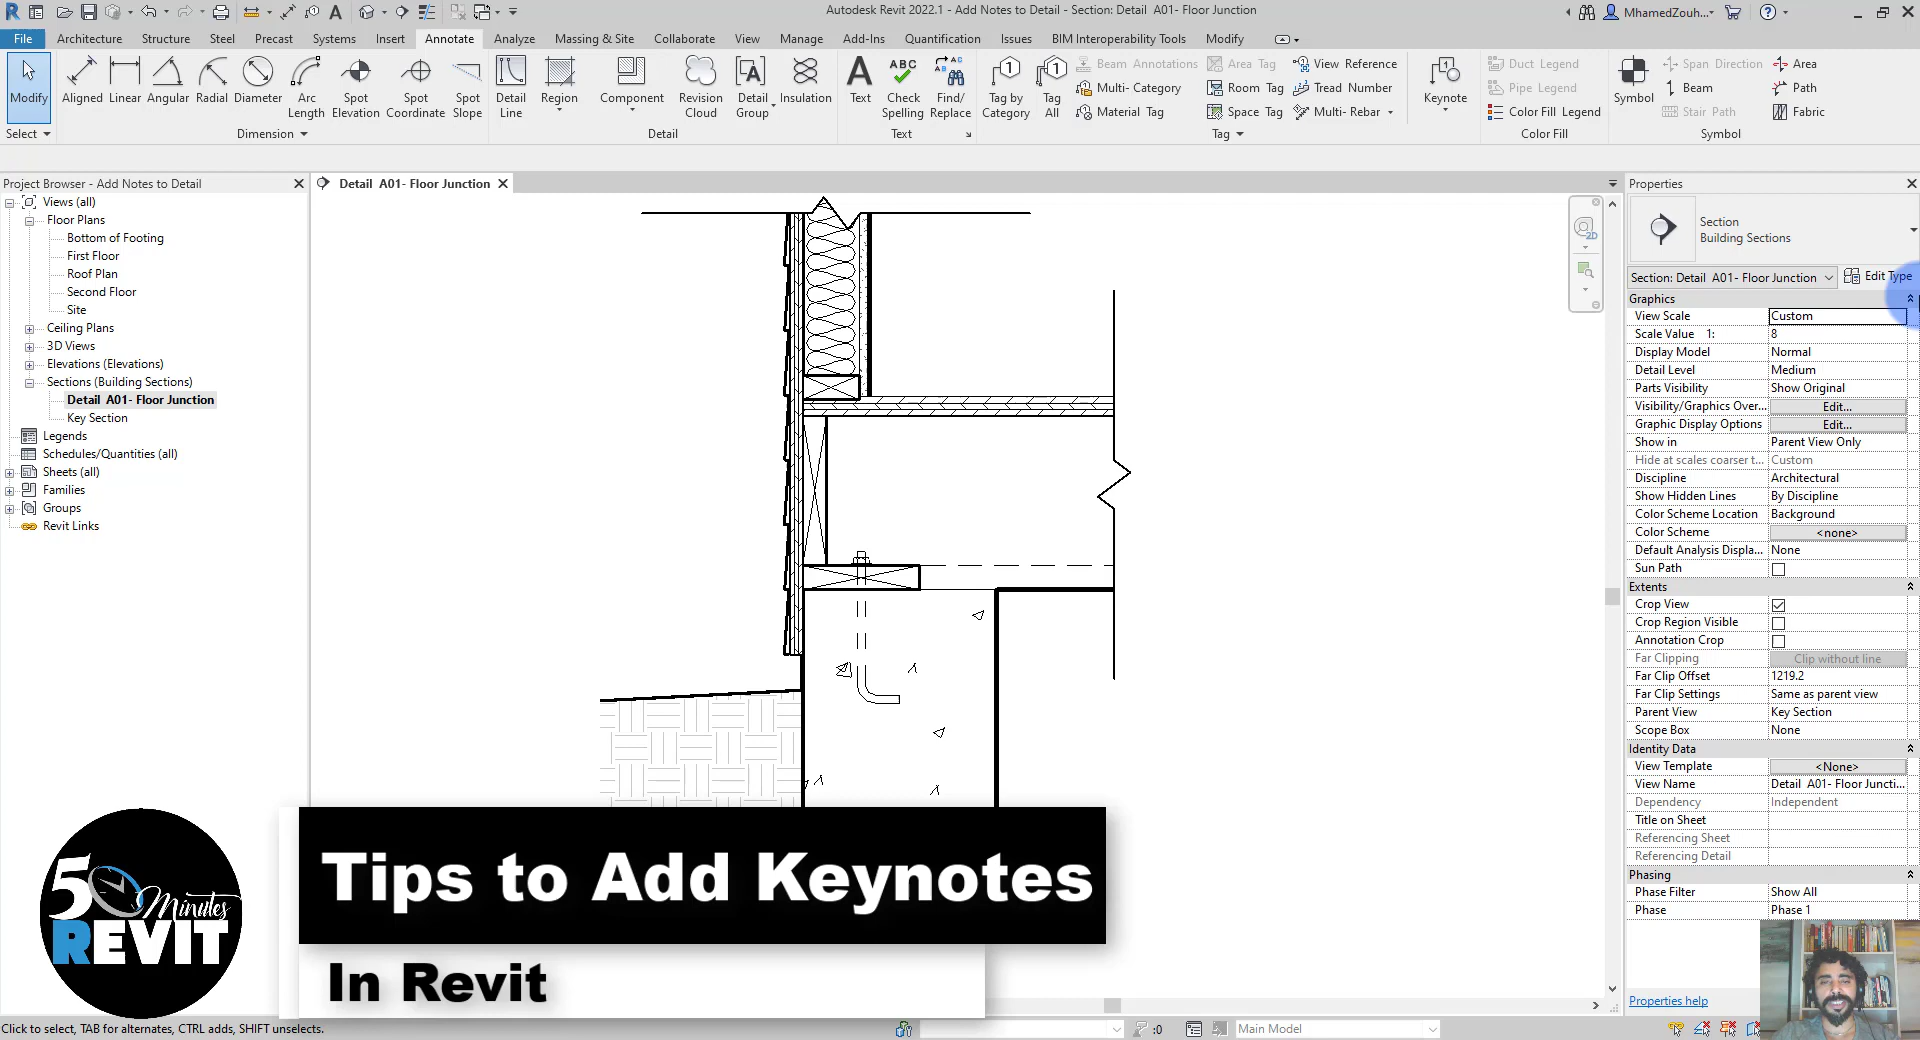 Autodesk Revit 2022.1 - Add Notes to Detail - Section: Detail A01- Floor Junction
MhamedZouh...
File Architecture Structure Steel Precast Systems Insert Annotate Analyze Massing & Site Collaborate View Manage Add-Ins Quantification Issues BIM Interoperability Tools Modify
Modify
Aligned Linear Angular Radial Diameter Arc Length Spot Elevation Spot Coordinate Spot Slope
Detail Line Region Component Revision Cloud Detail Group Insulation
Text Check Spelling Find/ Replace
Tag by Category Tag All
Beam Annotations Area Tag View Reference
Multi- Category Room Tag Tread Number
Material Tag Space Tag Multi- Rebar
Keynote
Duct Legend
Pipe Legend
Color Fill Legend
Symbol
Span Direction Area
Beam Path
Stair Path Fabric
Select Dimension Detail Text Tag Color Fill Symbol
Project Browser - Add Notes to Detail
Views (all)
Floor Plans
Bottom of Footing
First Floor
Roof Plan
Second Floor
Site
Ceiling Plans
3D Views
Elevations (Elevations)
Sections (Building Sections)
Detail A01- Floor Junction
Key Section
Legends
Schedules/Quantities (all)
Sheets (all)
Families
Groups
Revit Links
Detail A01- Floor Junction
2D
Properties
Section
Building Sections
Section: Detail A01- Floor Junction Edit Type
Graphics
View Scale Custom
Scale Value 1: 8
Display Model Normal
Detail Level Medium
Parts Visibility Show Original
Visibility/Graphics Over... Edit...
Graphic Display Options Edit...
Show in Parent View Only
Hide at scales coarser t... Custom
Discipline Architectural
Show Hidden Lines By Discipline
Color Scheme Location Background
Color Scheme <none>
Default Analysis Displa... None
Sun Path
Extents
Crop View
Crop Region Visible
Annotation Crop
Far Clipping Clip without line
Far Clip Offset 1219.2
Far Clip Settings Same as parent view
Parent View Key Section
Scope Box None
Identity Data
View Template <None>
View Name Detail A01- Floor Juncti...
Dependency Independent
Title on Sheet
Referencing Sheet
Referencing Detail
Phasing
Phase Filter Show All
Phase Phase 1
Properties help
50 Minutes
REVIT
Tips to Add Keynotes
In Revit
Click to select, TAB for alternates, CTRL adds, SHIFT unselects.
:0
Main Model